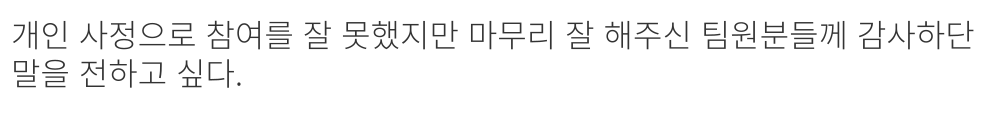 개인 사정으로 참여를 잘 못했지만 마무리 잘 해주신 팀원분들께 감사하단
말을 전하고 싶다.